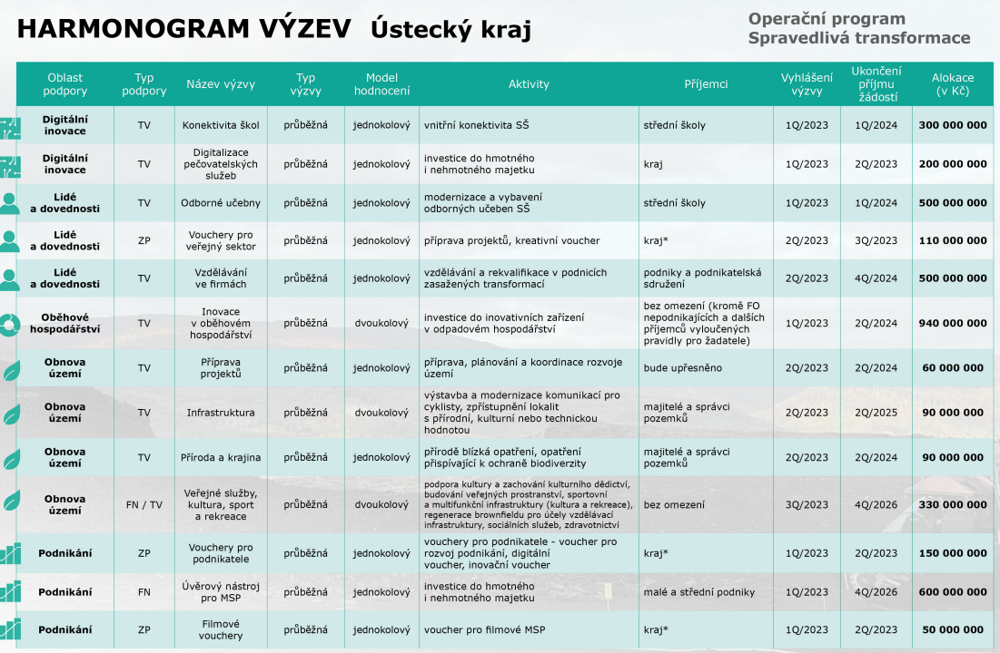 HARMONOGRAM VÝZEV Ústecký kraj
Operační program
Spravedlivá transformace
Oblast
podpory
Typ
podpory
Název výzvy
Typ
výzvy
Model
hodnocení
Aktivity
Příjemci
Vyhlášení
výzvy
Ukončení
příjmu
žádostí
Alokace
(v Kč)
Digitální
inovace
TV
Konektivita škol
průběžná
jednokolový
vnitřní konektivita SŠ
střední školy
1Q/2023
1Q/2024
300 000 000
Digitální
inovace
TV
Digitalizace
pečovatelských
služeb
průběžná
jednokolový
investice do hmotného
i nehmotného majetku
kraj
1Q/2023
2Q/2023
200 000 000
Lidé
a dovednosti
TV
Odborné učebny
průběžná
jednokolový
modernizace a vybavení
odborných učeben SŠ
střední školy
1Q/2023
1Q/2024
500 000 000
Lidé
a dovednosti
ZP
Vouchery pro
veřejný sektor
průběžná
jednokolový
příprava projektů, kreativní voucher
kraj*
2Q/2023
3Q/2023
110 000 000
Lidé
a dovednosti
TV
Vzdělávání
ve firmách
průběžná
jednokolový
vzdělávání a rekvalifikace v podnicích
zasažených transformací
podniky a podnikatelská
sdružení
2Q/2023
4Q/2024
500 000 000
Oběhové
hospodářství
TV
Inovace
v oběhovém
hospodářství
průběžná
dvoukolový
investice do inovativních zařízení
v odpadovém hospodářství
bez omezení (kromě FO
nepodnikajících a dalších
příjemců vyloučených
pravidly pro žadatele)
1Q/2023
2Q/2024
940 000 000
Obnova
území
TV
Příprava
projektů
průběžná
jednokolový
příprava, plánování a koordinace rozvoje
území
bude upřesněno
2Q/2023
2Q/2024
60 000 000
Obnova
území
TV
Infrastruktura
průběžná
dvoukolový
výstavba a modernizace komunikací pro
cyklisty, zpřístupnění lokalit
s přírodní, kulturní nebo technickou
hodnotou
majitelé a správci
pozemků
2Q/2023
2Q/2025
90 000 000
Obnova
území
TV
Příroda a krajina
průběžná
jednokolový
přírodě blízká opatření, opatření
přispívající k ochraně biodiverzity
majitelé a správci
pozemků
2Q/2023
2Q/2024
90 000 000
Obnova
území
FN / TV
Veřejné služby,
kultura, sport
a rekreace
průběžná
dvoukolový
podpora kultury a zachování kulturního dědictví,
budování veřejných prostranství, sportovní
a multifunkční infrastruktury (kultura a rekreace),
regenerace brownfieldu pro účely vzdělávací
infrastruktury, sociálních služeb, zdravotnictví
bez omezení
3Q/2023
4Q/2026
330 000 000
Podnikání
ZP
Vouchery pro
podnikatele
průběžná
jednokolový
vouchery pro podnikatele - voucher pro
rozvoj podnikání, digitální
voucher, inovační voucher
kraj*
1Q/2023
2Q/2023
150 000 000
Podnikání
FN
Úvěrový nástroj
pro MSP
průběžná
jednokolový
investice do hmotného
i nehmotného majetku
malé a střední podniky
1Q/2023
4Q/2026
600 000 000
Podnikání
ZP
Filmové
vouchery
průběžná
jednokolový
voucher pro filmové MSP
kraj*
1Q/2023
2Q/2023
50 000 000